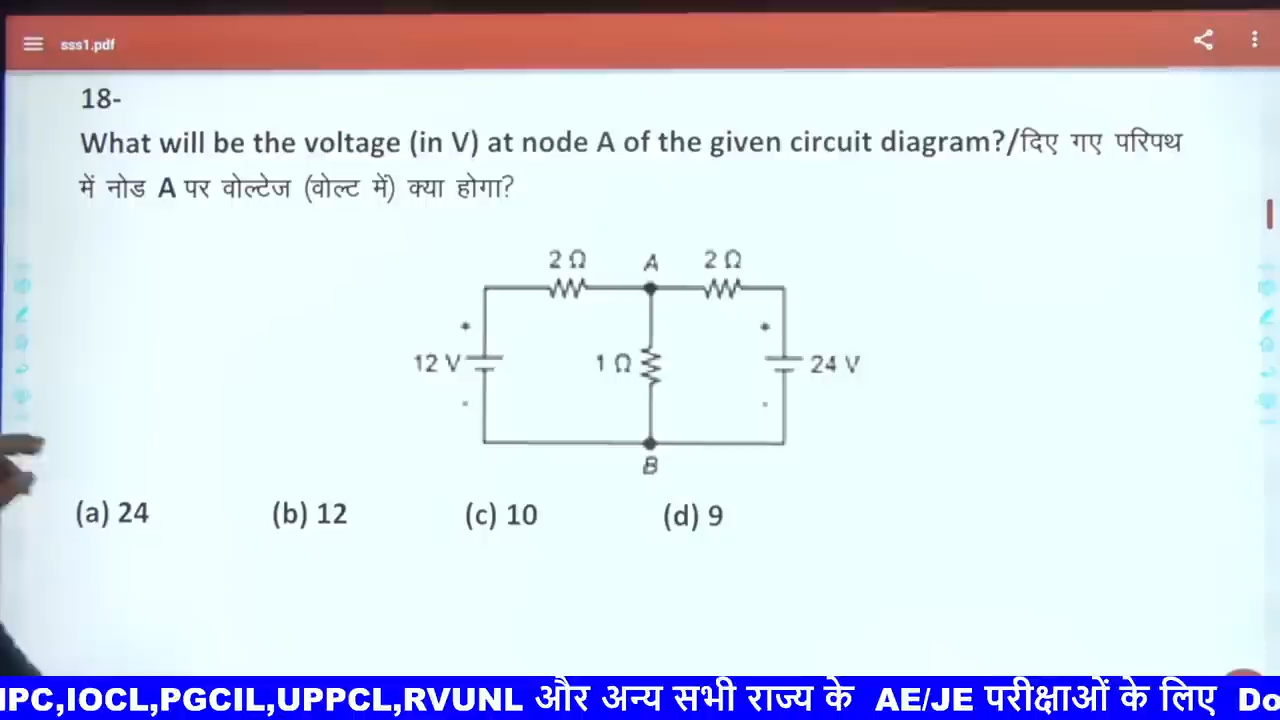 sss1.pdf
18-
What will be the voltage (in V) at node A of the given circuit diagram?/दिए गए परिपथ
में नोड A पर वोल्टेज (वोल्ट में) क्या होगा?
2 Ω A 2 Ω
+ +
12 V 1 Ω 24 V
- -
B
(a) 24 (b) 12 (c) 10 (d) 9
HPC,IOCL,PGCIL,UPPCL,RVUNL और अन्य सभी राज्य के AE/JE परीक्षाओं के लिए Do